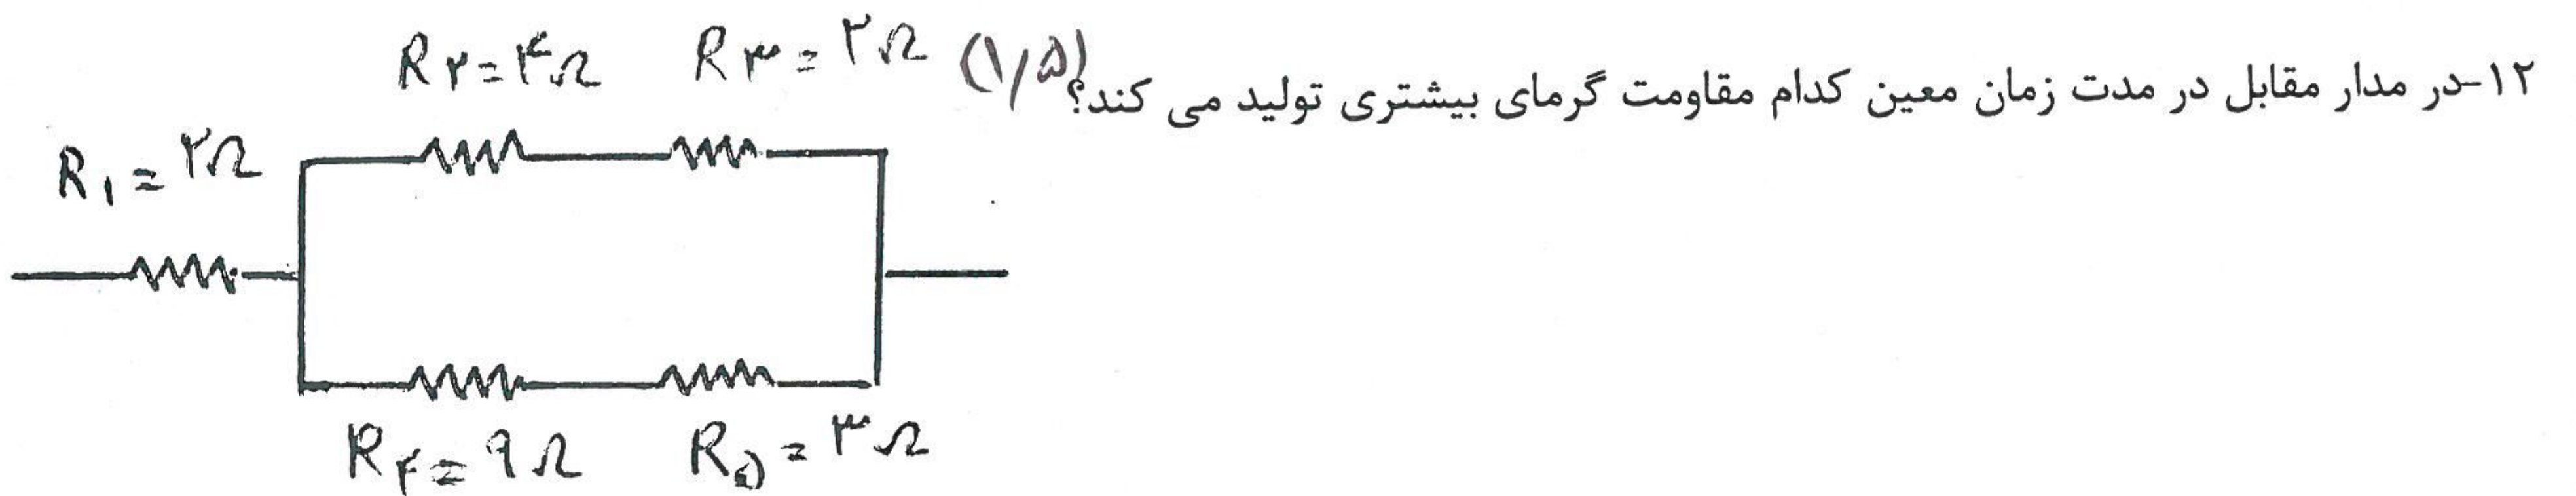 ۱۲-در مدار مقابل در مدت زمان معین کدام مقاومت گرمای بیشتری تولید می کند؟(۱/۵)
R۲=۴Ω R۳=۲Ω
R۱=۲Ω
R۴=۹Ω R۵=۳Ω